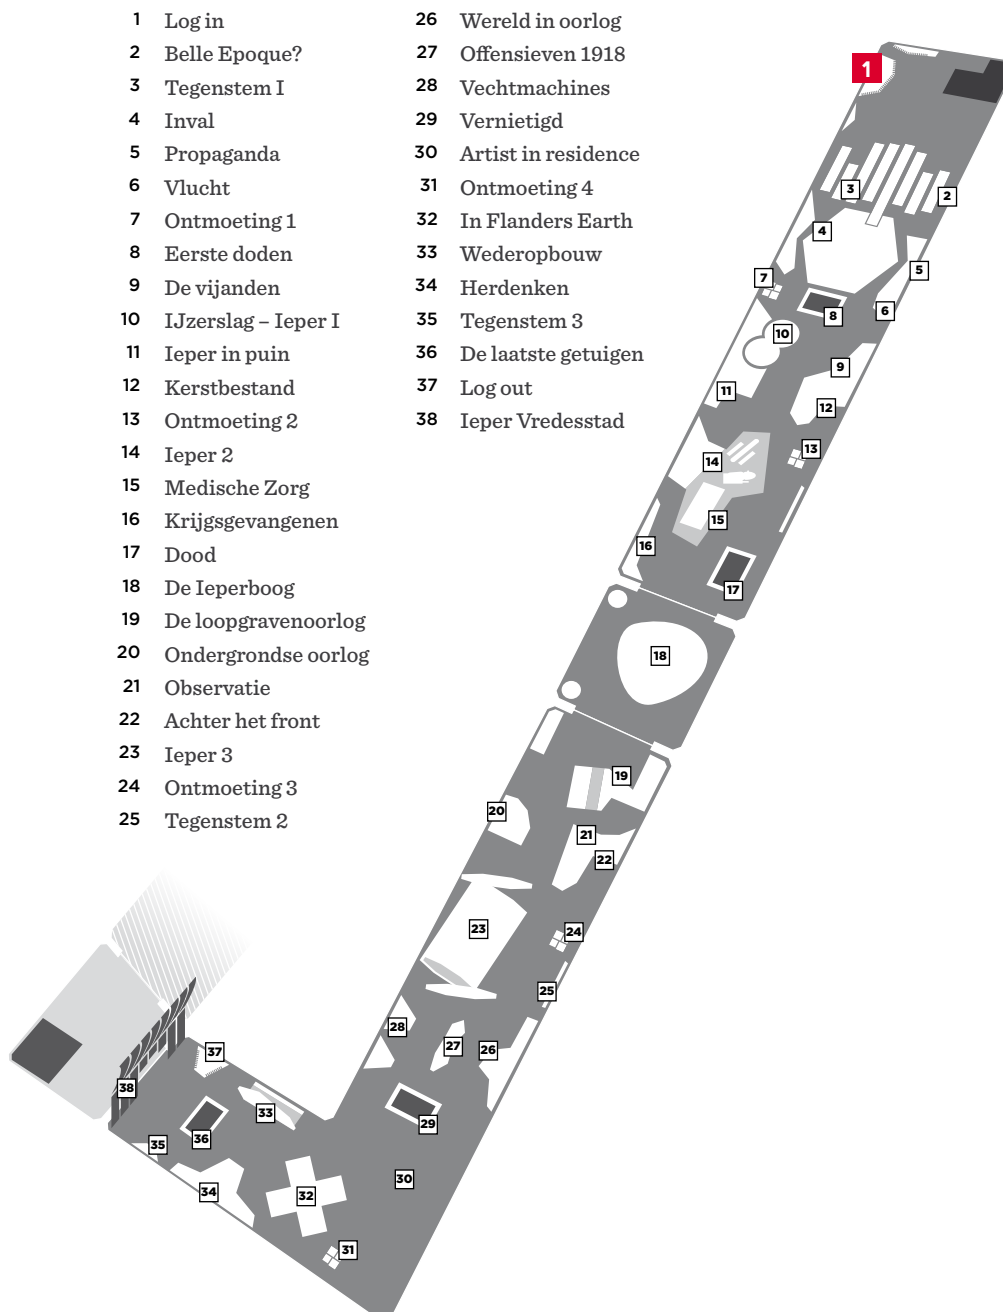 1 Log in
2 Belle Epoque?
3 Tegenstem I
4 Inval
5 Propaganda
6 Vlucht
7 Ontmoeting 1
8 Eerste doden
9 De vijanden
10 IJzerslag – Ieper I
11 Ieper in puin
12 Kerstbestand
13 Ontmoeting 2
14 Ieper 2
15 Medische Zorg
16 Krijgsgevangenen
17 Dood
18 De Ieperboog
19 De loopgravenoorlog
20 Ondergrondse oorlog
21 Observatie
22 Achter het front
23 Ieper 3
24 Ontmoeting 3
25 Tegenstem 2
26 Wereld in oorlog
27 Offensieven 1918
28 Vechtmachines
29 Vernietigd
30 Artist in residence
31 Ontmoeting 4
32 In Flanders Earth
33 Wederopbouw
34 Herdenken
35 Tegenstem 3
36 De laatste getuigen
37 Log out
38 Ieper Vredesstad
1
3
2
4
5
7
6
8
10
9
11
12
13
14
15
16
17
18
19
20
21
22
23
24
25
28
27
26
37
38
33
29
36
35
30
34
32
31